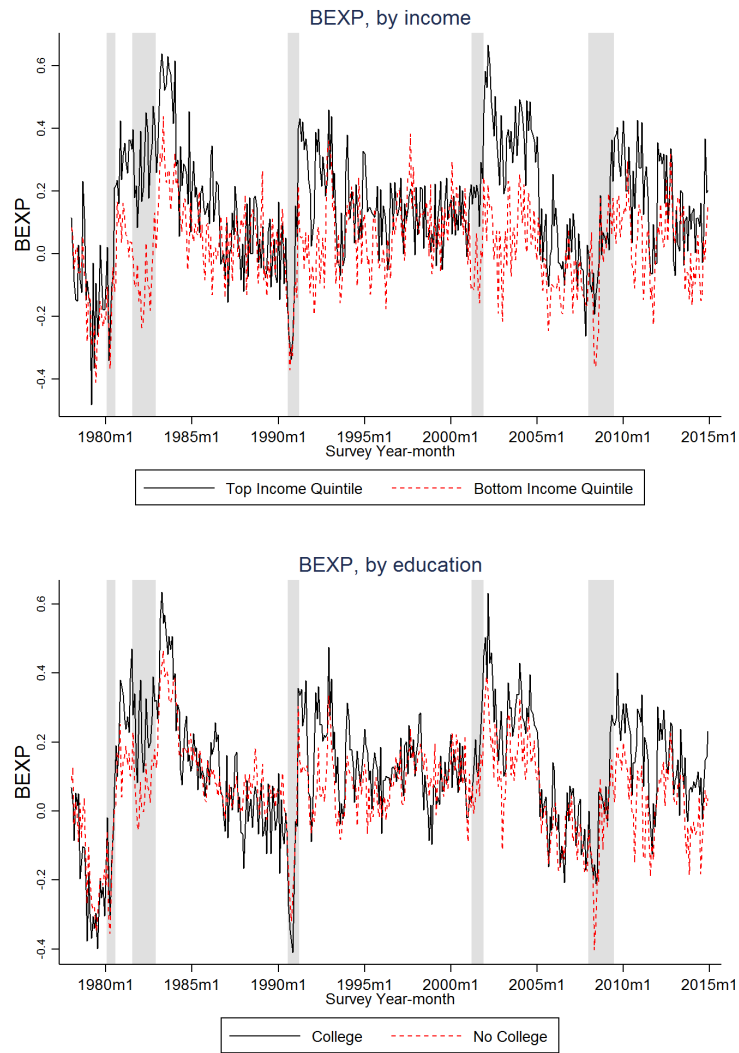 BEXP, by income
BEXP
0.6
0.4
0.2
0.0
-0.2
-0.4
1980m1 1985m1 1990m1 1995m1 2000m1 2005m1 2010m1 2015m1
Survey Year-month
Top Income Quintile Bottom Income Quintile
BEXP, by education
BEXP
0.6
0.4
0.2
0.0
-0.2
-0.4
1980m1 1985m1 1990m1 1995m1 2000m1 2005m1 2010m1 2015m1
Survey Year-month
College No College